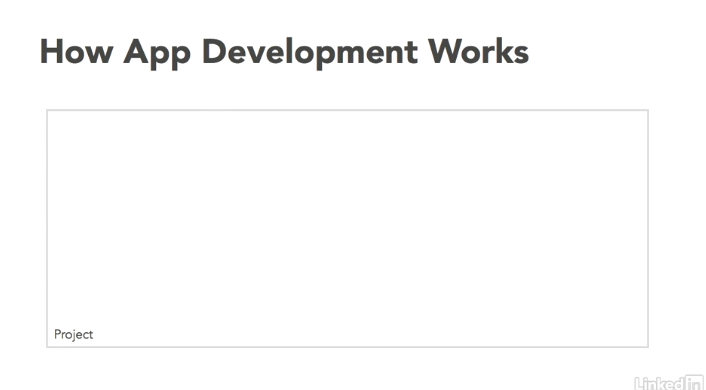 How App Development Works
Project
LinkedIn